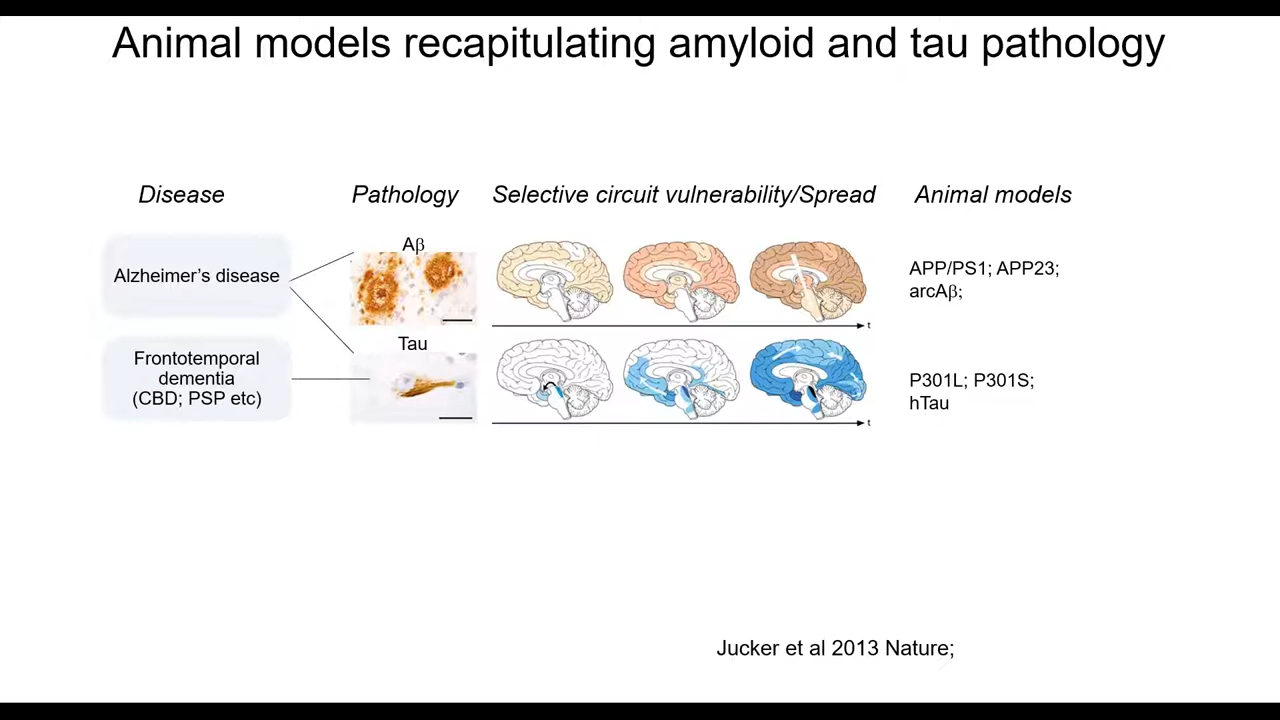 Animal models recapitulating amyloid and tau pathology
Disease
Pathology
Selective circuit vulnerability/Spread
Animal models
Alzheimer's disease
Aβ
t
APP/PS1; APP23;
arcAβ;
Frontotemporal
dementia
(CBD; PSP etc)
Tau
t
P301L; P301S;
hTau
Jucker et al 2013 Nature;